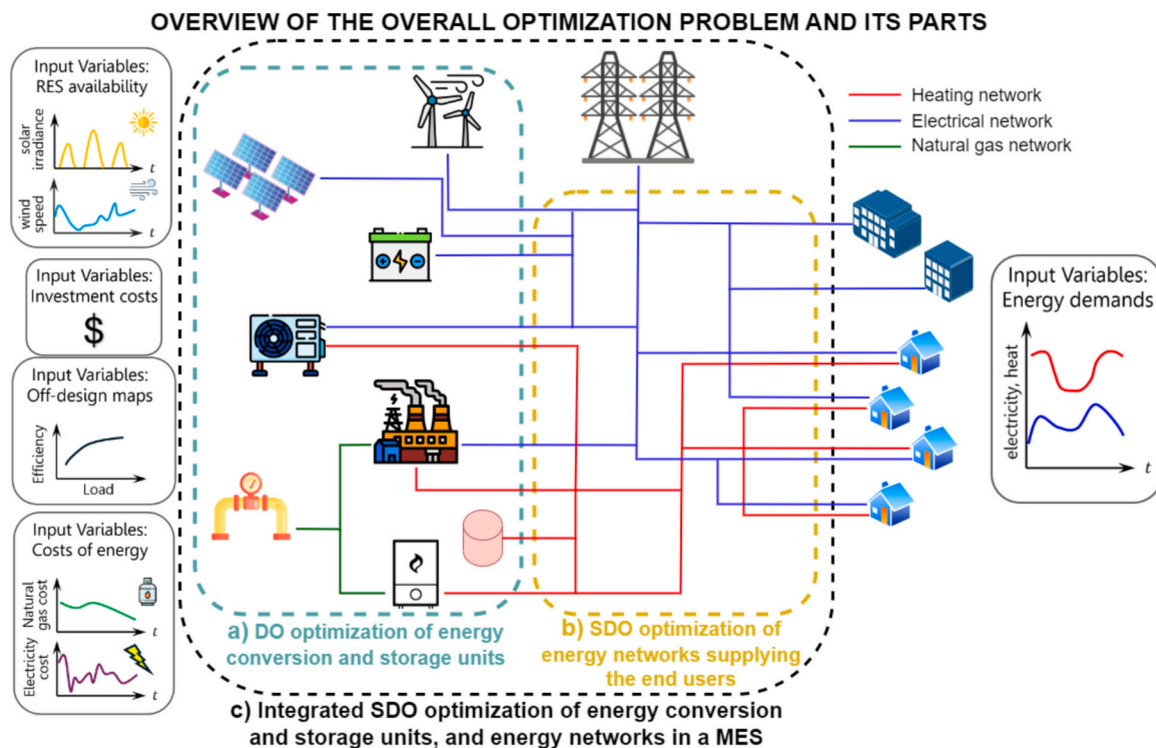 OVERVIEW OF THE OVERALL OPTIMIZATION PROBLEM AND ITS PARTS
Input Variables:
RES availability
solar
irradiance
t
wind
speed
t
Input Variables:
Investment costs
$
Input Variables:
Off-design maps
Efficiency
Load
Input Variables:
Costs of energy
Natural
gas cost
t
Electricity
cost
t
Heating network
Electrical network
Natural gas network
Input Variables:
Energy demands
electricity, heat
t
a) DO optimization of energy
conversion and storage units
b) SDO optimization of
energy networks supplying
the end users
c) Integrated SDO optimization of energy conversion
and storage units, and energy networks in a MES